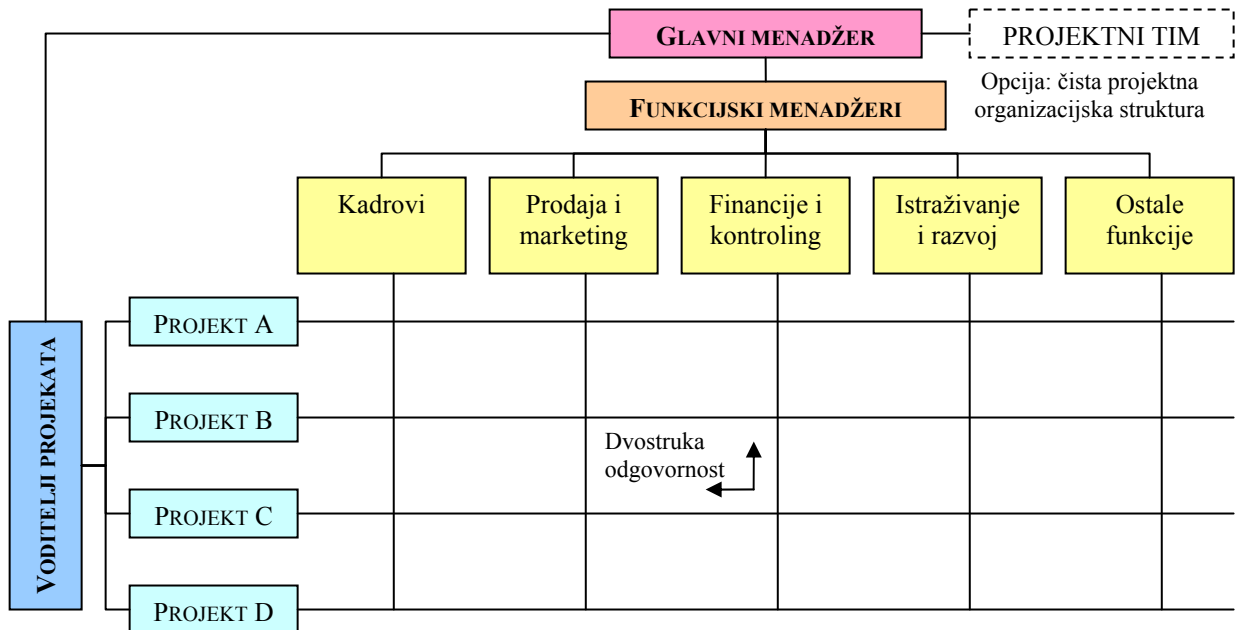 GLAVNI MENADŽER
PROJEKTNI TIM
Opcija: čista projektna
organizacijska struktura
FUNKCIJSKI MENADŽERI
Kadrovi
Prodaja i
marketing
Financije i
kontroling
Istraživanje
i razvoj
Ostale
funkcije
VODITELJI PROJEKATA
PROJEKT A
PROJEKT B
Dvostruka
odgovornost
PROJEKT C
PROJEKT D